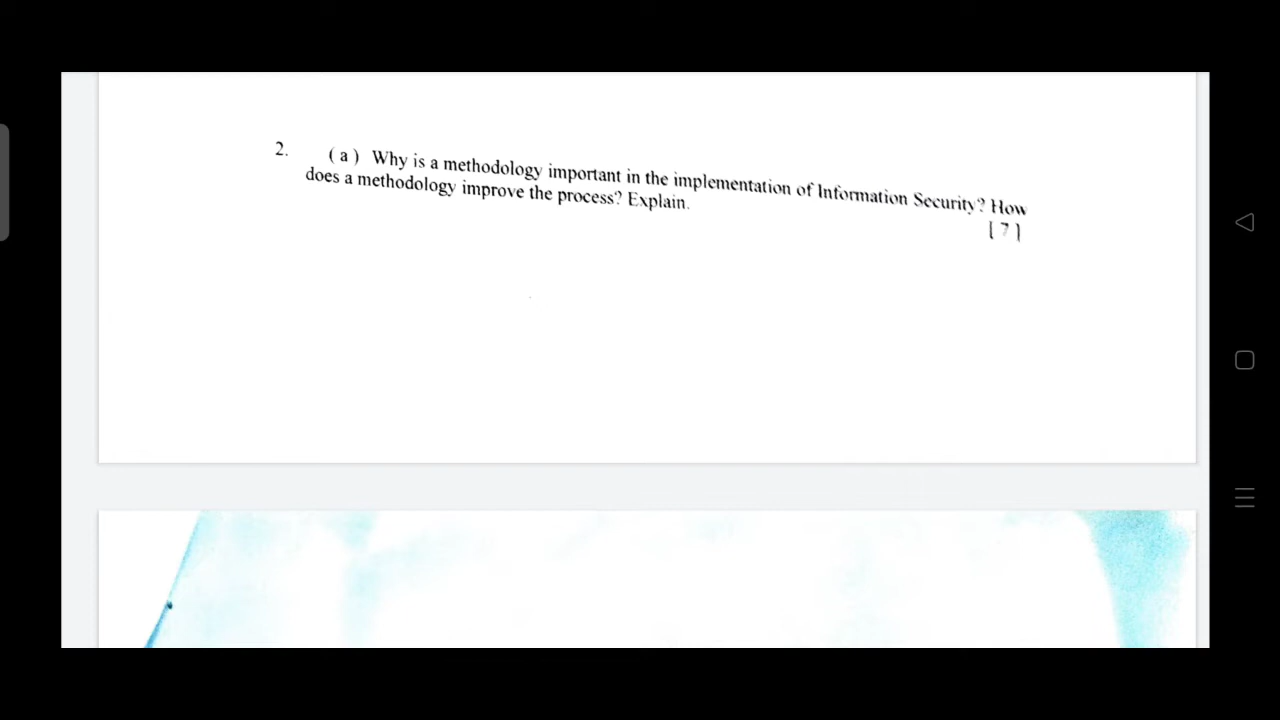 2. ( a ) Why is a methodology important in the implementation of Information Security? How
does a methodology improve the process? Explain.
[ 7 ]